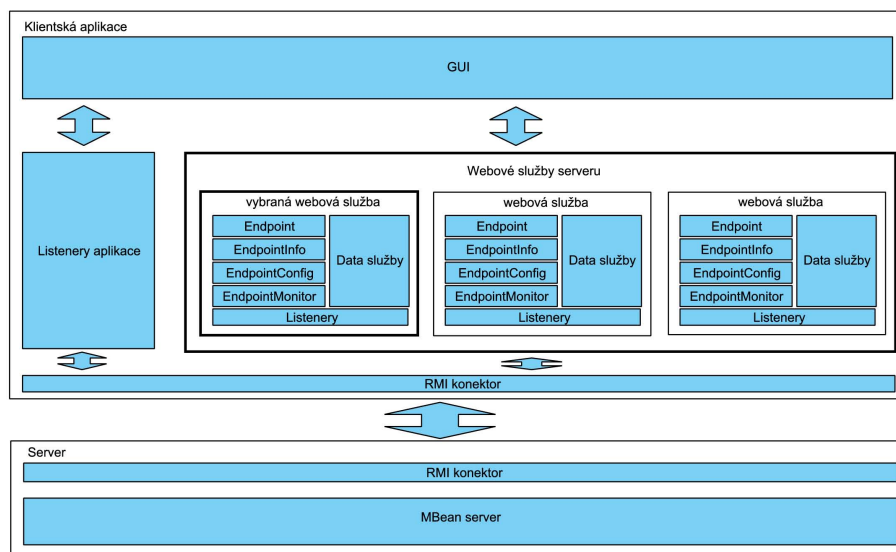 Klientská aplikace
GUI
Listenery aplikace
Webové služby serveru
vybraná webová služba
Endpoint
EndpointInfo
EndpointConfig
EndpointMonitor
Data služby
Listenery
webová služba
Endpoint
EndpointInfo
EndpointConfig
EndpointMonitor
Data služby
Listenery
webová služba
Endpoint
EndpointInfo
EndpointConfig
EndpointMonitor
Data služby
Listenery
RMI konektor
Server
RMI konektor
MBean server